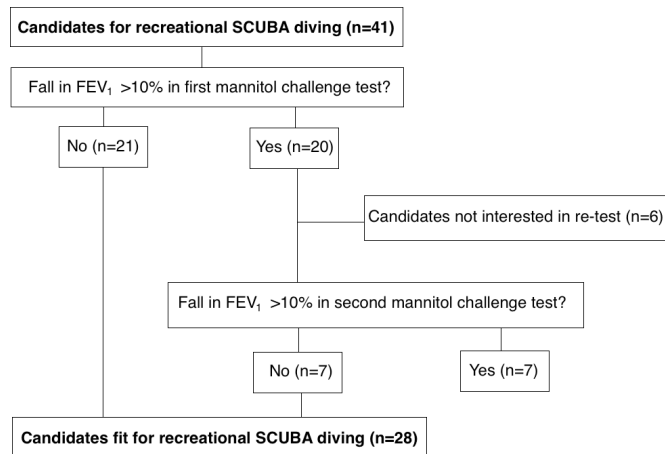 Candidates for recreational SCUBA diving (n=41)
Fall in FEV₁ >10% in first mannitol challenge test?
No (n=21)
Yes (n=20)
Candidates not interested in re-test (n=6)
Fall in FEV₁ >10% in second mannitol challenge test?
No (n=7)
Yes (n=7)
Candidates fit for recreational SCUBA diving (n=28)